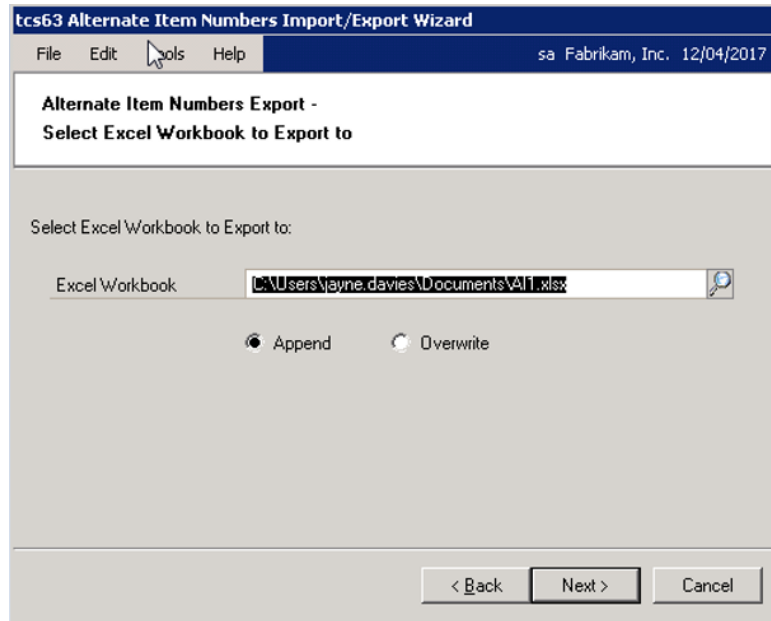 tcs63 Alternate Item Numbers Import/Export Wizard
File Edit Tools Help sa Fabrikam, Inc. 12/04/2017
Alternate Item Numbers Export -
Select Excel Workbook to Export to
Select Excel Workbook to Export to:
Excel Workbook C:\Users\jayne.davies\Documents\AI1.xlsx
Append Overwrite
< Back Next > Cancel